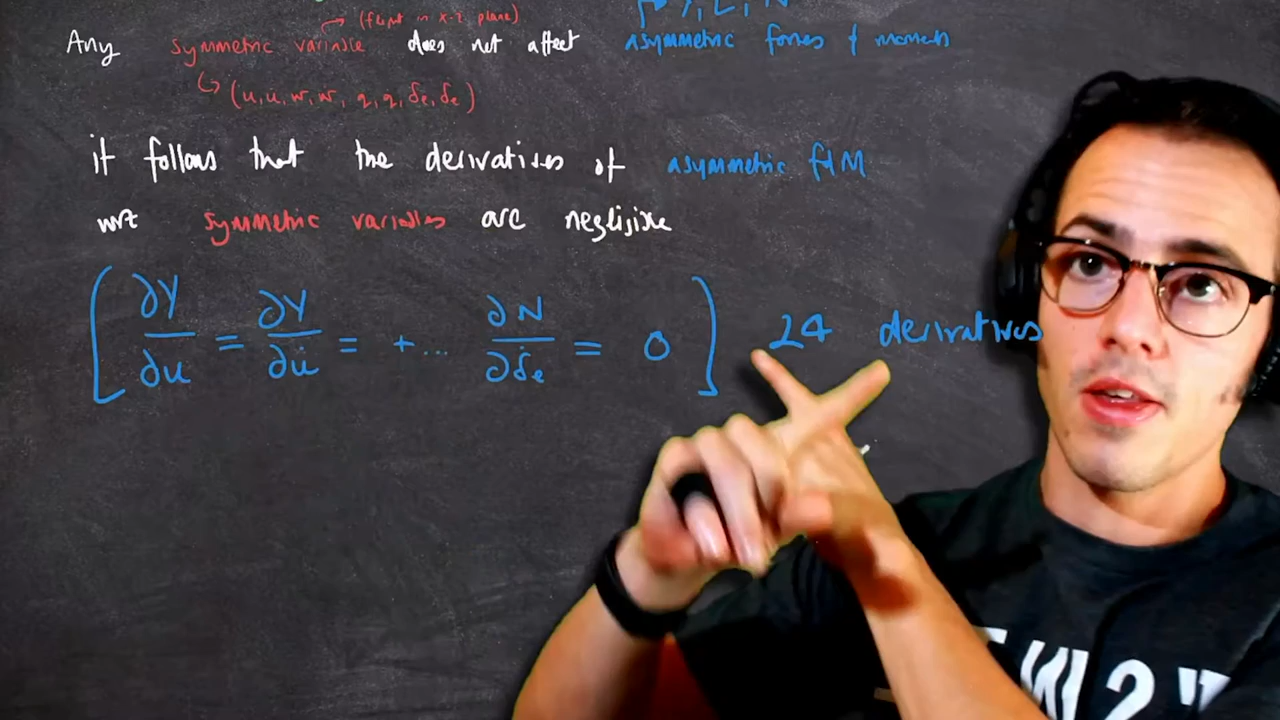 (flight in x-z plane)
Y, L, N
Any symmetric variable does not affect asymmetric forces & moments
(u, u̇, w, ẇ, q, q̇, δe, δ̇e)
it follows that the derivatives of asymmetric f&M
wrt symmetric variables are negligible
[∂Y/∂u = ∂Y/∂u̇ = + ... ∂N/∂δ̇e = 0] 24 derivatives